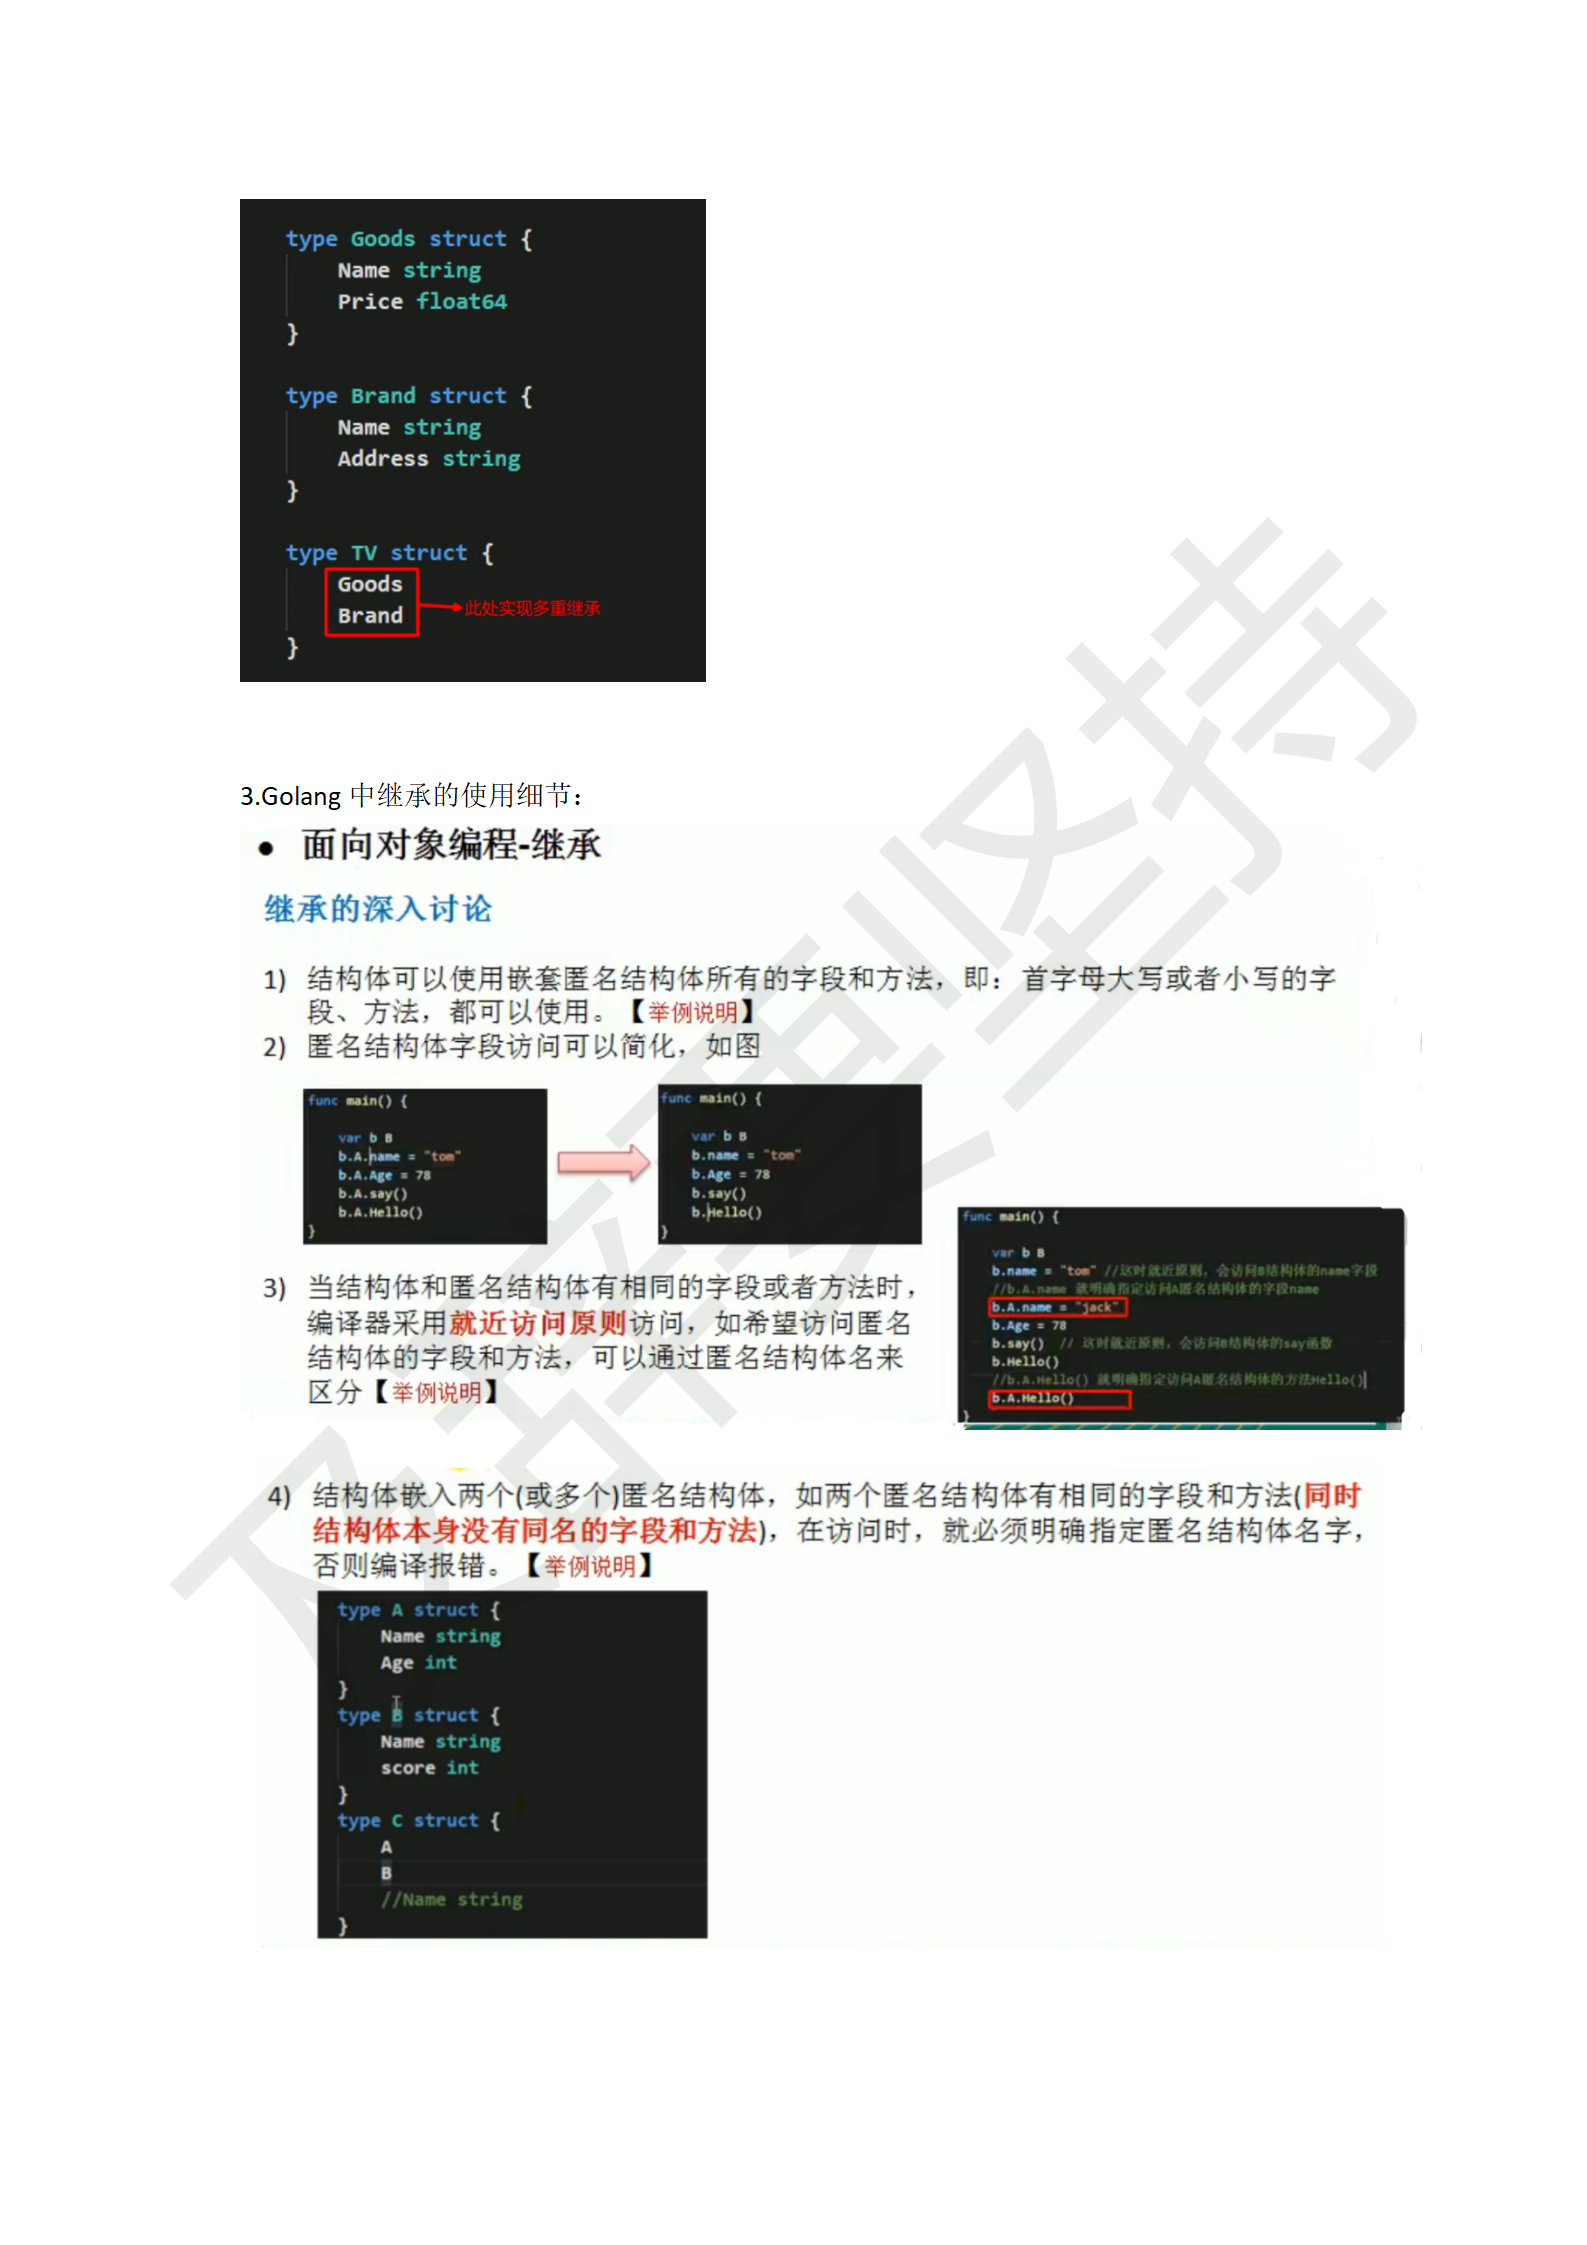 type Goods struct {
Name string
Price float64
}
type Brand struct {
Name string
Address string
}
type TV struct {
Goods
Brand
此处实现多重继承
}
3.Golang 中继承的使用细节：
● 面向对象编程-继承
继承的深入讨论
1) 结构体可以使用嵌套匿名结构体所有的字段和方法，即：首字母大写或者小写的字
段、方法，都可以使用。【举例说明】
2) 匿名结构体字段访问可以简化，如图
func main() {
var b B
b.A.name = "tom"
b.A.Age = 78
b.A.say()
b.A.Hello()
}
func main() {
var b B
b.name = "tom"
b.Age = 78
b.say()
b.Hello()
}
3) 当结构体和匿名结构体有相同的字段或者方法时，
编译器采用就近访问原则访问，如希望访问匿名
结构体的字段和方法，可以通过匿名结构体名来
区分【举例说明】
func main() {
var b B
b.name = "tom" //这时就近原则，会访问B结构体的name字段
//b.A.name 就明确指定访问A匿名结构体的字段name
b.A.name = "jack"
b.Age = 78
b.say() // 这时就近原则，会访问B结构体的say函数
b.Hello()
//b.A.Hello() 就明确指定访问A匿名结构体的方法Hello()
b.A.Hello()
}
4) 结构体嵌入两个(或多个)匿名结构体，如两个匿名结构体有相同的字段和方法(同时
结构体本身没有同名的字段和方法)，在访问时，就必须明确指定匿名结构体名字，
否则编译报错。【举例说明】
type A struct {
Name string
Age int
}
type B struct {
Name string
score int
}
type C struct {
A
B
//Name string
}